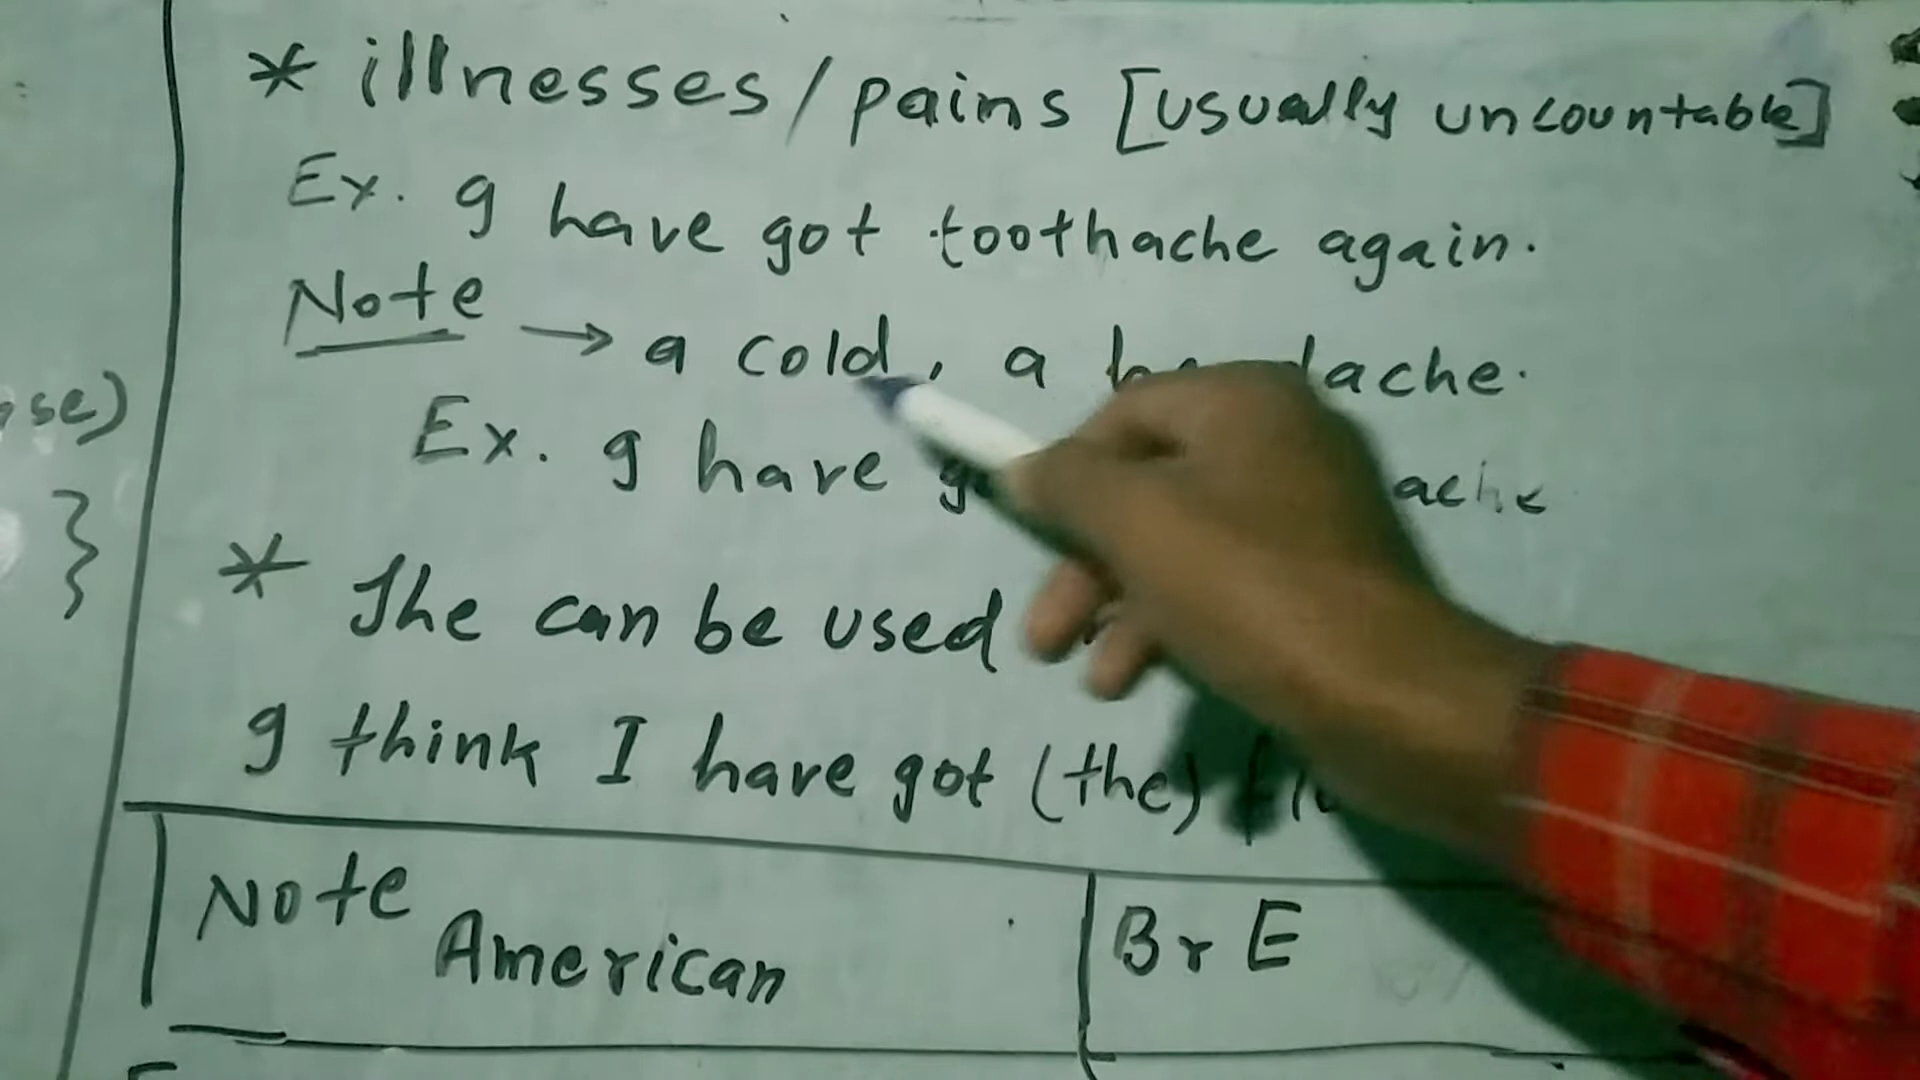 * illnesses/pains [usually uncountable]
Ex. I have got toothache again.
Note → a cold, a
Ex. I have
* The can be used
I think I have got (the)
Note American
BrE
se)
}